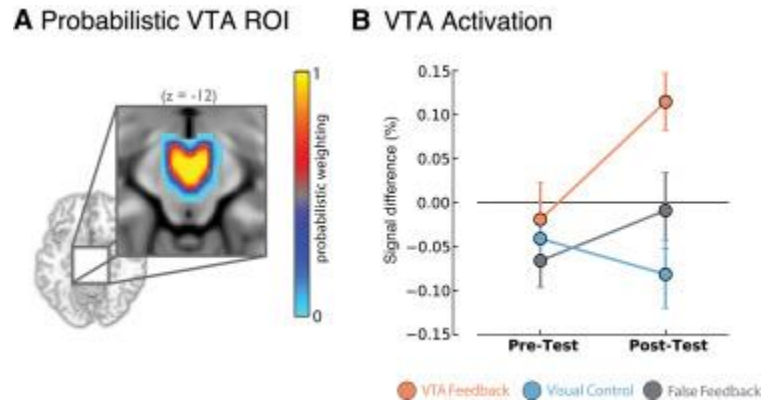 A Probabilistic VTA ROI
(z = -12)
1
probabilistic weighting
0
B VTA Activation
Signal difference (%)
0.15
0.10
0.05
0.00
−0.05
−0.10
−0.15
Pre-Test Post-Test
VTA Feedback Visual Control False Feedback